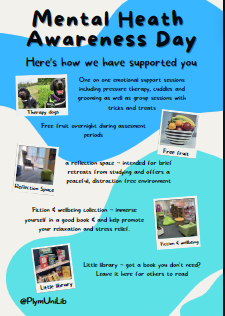 Mental Heath
Awareness Day
Here's how we have supported you
One on one emotional support sessions
including pressure therapy, cuddles and
grooming as well as group sessions with
tricks and treats
Therapy dogs
Free fruit overnight during assessment
periods
Free fruit
a reflection space - intended for brief
retreats from studying and offers a
peaceful, distraction free environment
Reflection Space
Fiction & wellbeing collection - immerse
yourself in a good book & and help promote
your relaxation and stress relief.
Fiction & wellbeing
Little library - got a book you don't need?
Leave it here for others to read
Little library
@PlymUniLib